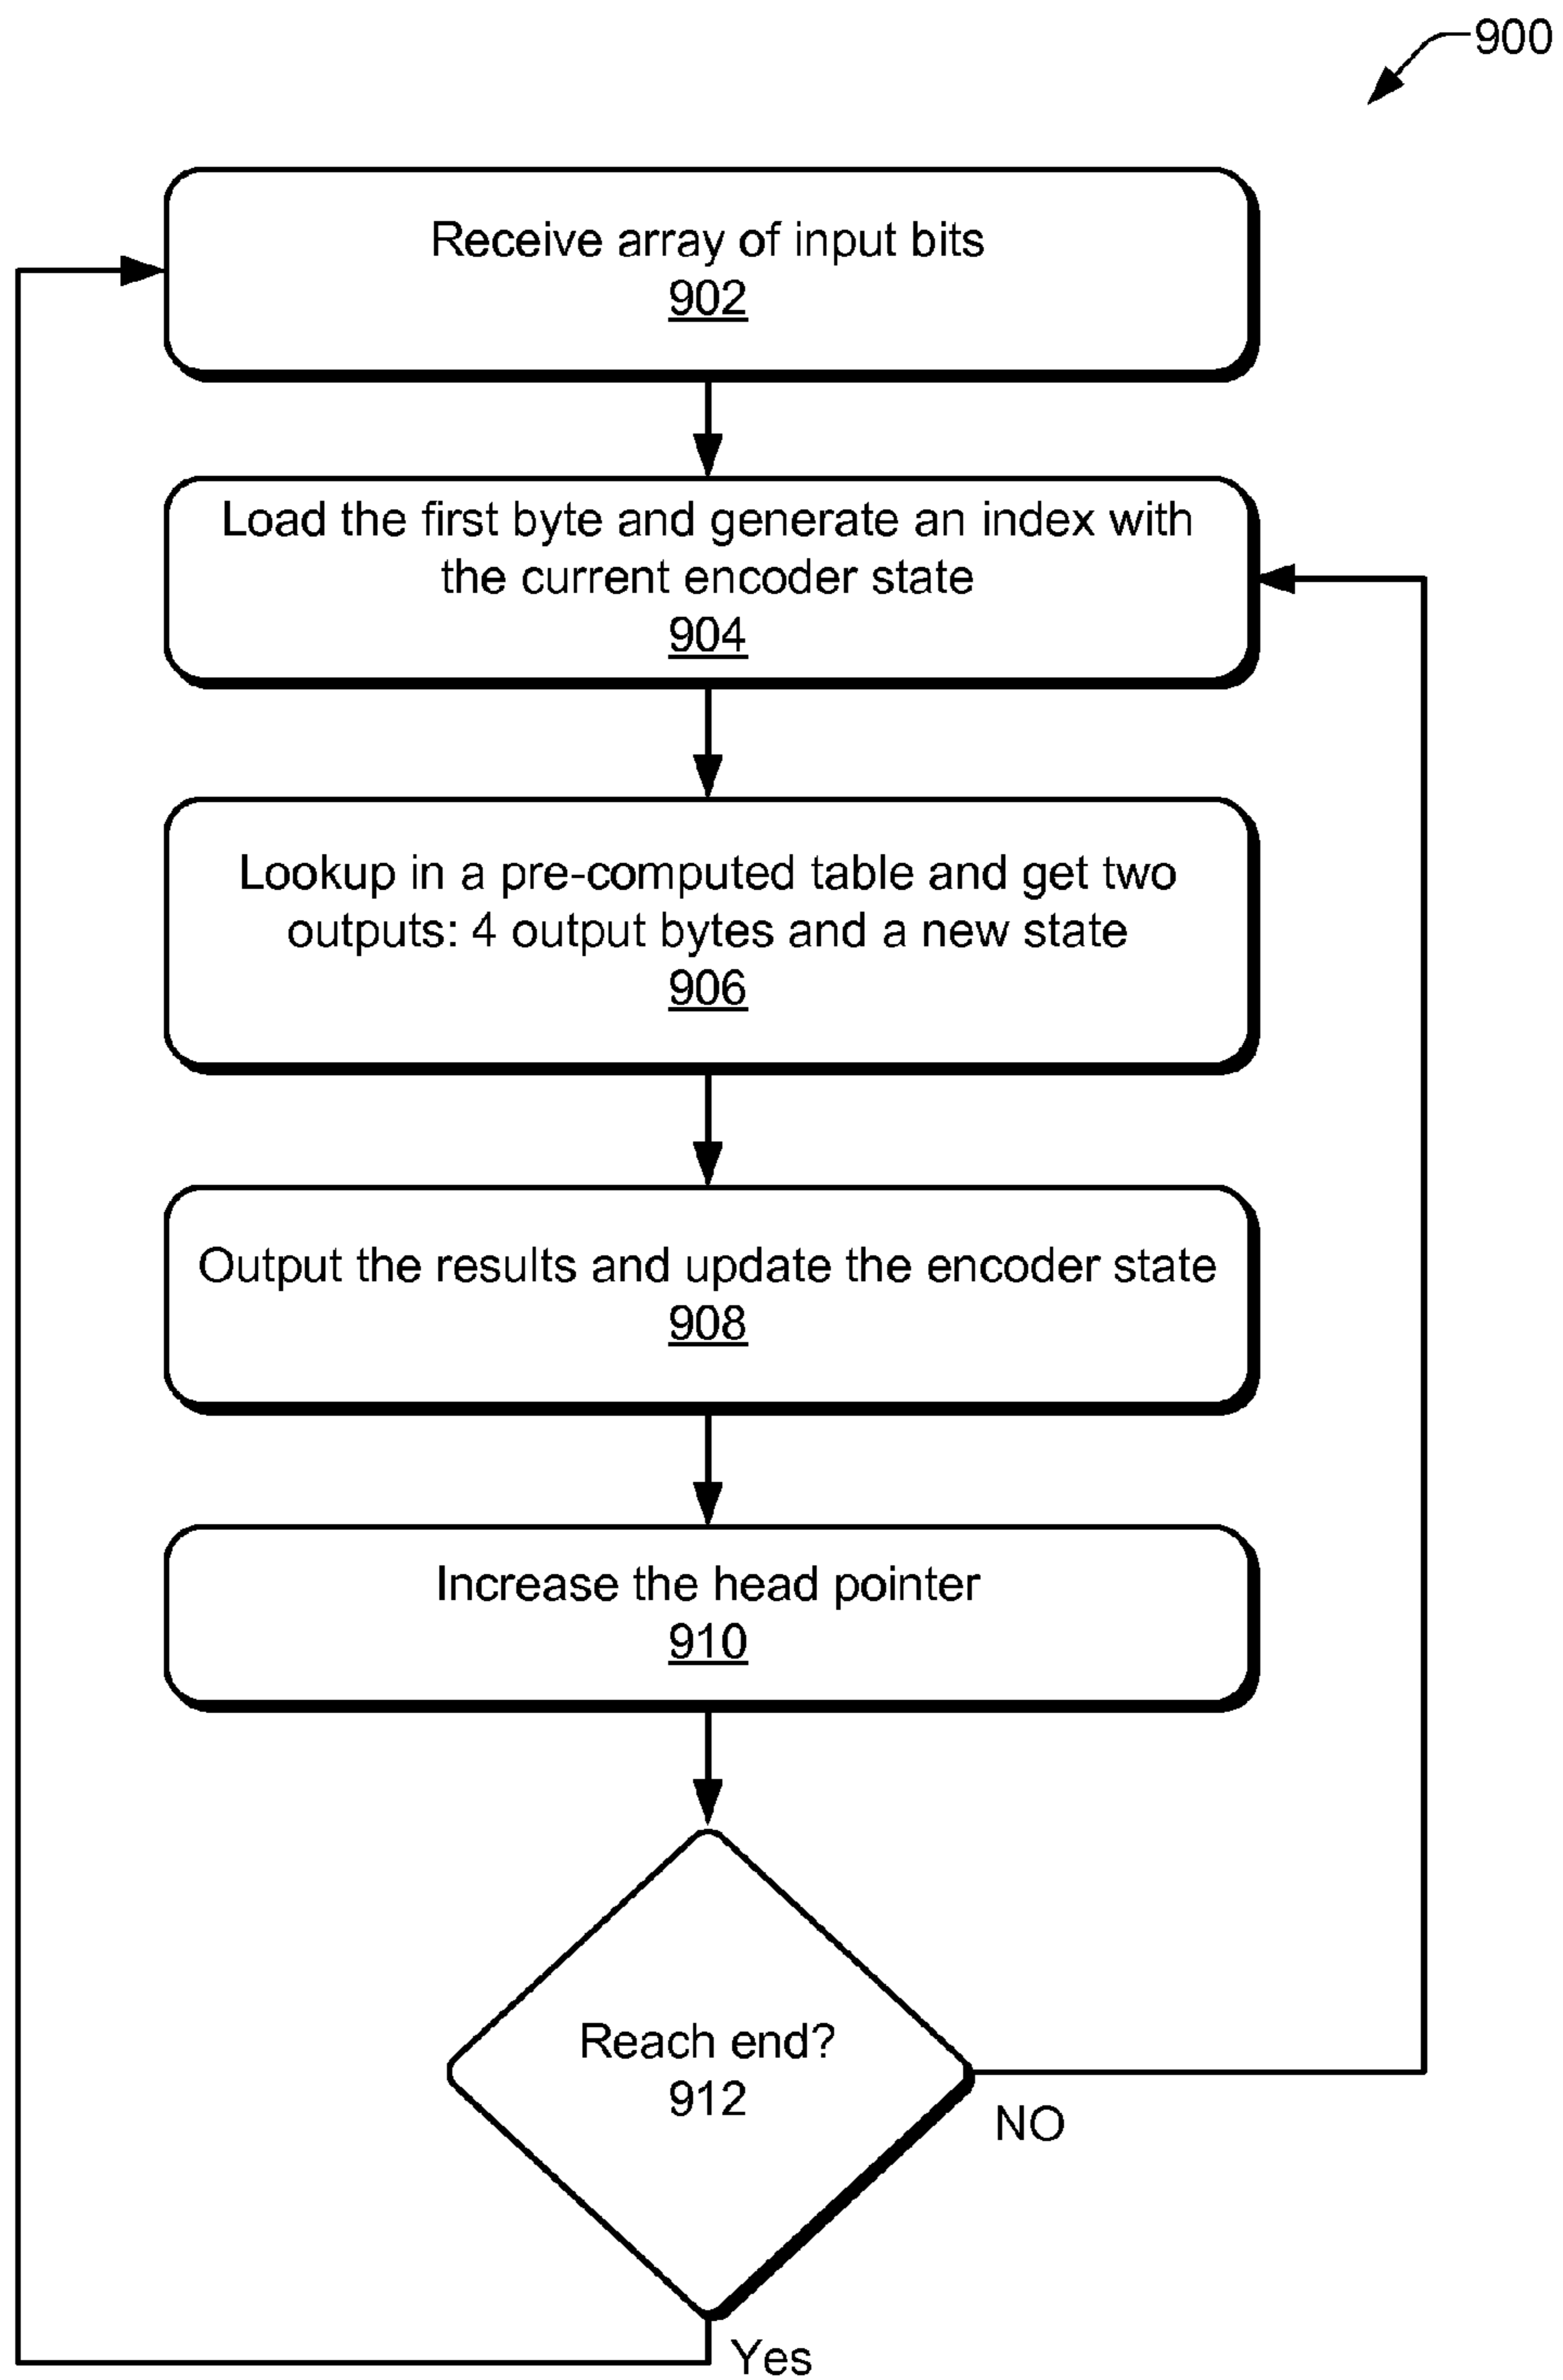 900
Receive array of input bits
902
Load the first byte and generate an index with
the current encoder state
904
Lookup in a pre-computed table and get two
outputs: 4 output bytes and a new state
906
Output the results and update the encoder state
908
Increase the head pointer
910
Reach end?
912
NO
Yes